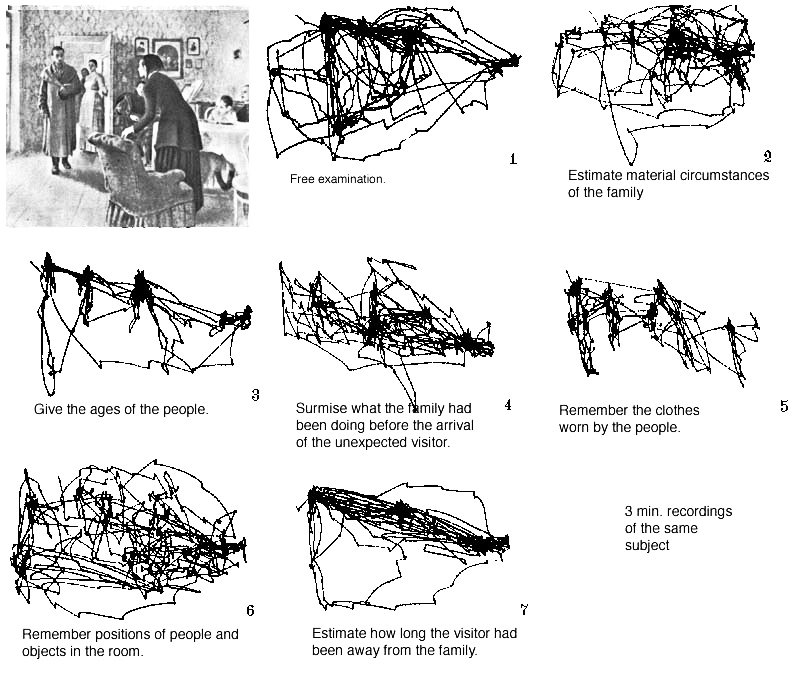 1
Free examination.
2
Estimate material circumstances
of the family
3
Give the ages of the people.
4
Surmise what the family had
been doing before the arrival
of the unexpected visitor.
5
Remember the clothes
worn by the people.
6
Remember positions of people and
objects in the room.
7
Estimate how long the visitor had
been away from the family.
3 min. recordings
of the same
subject